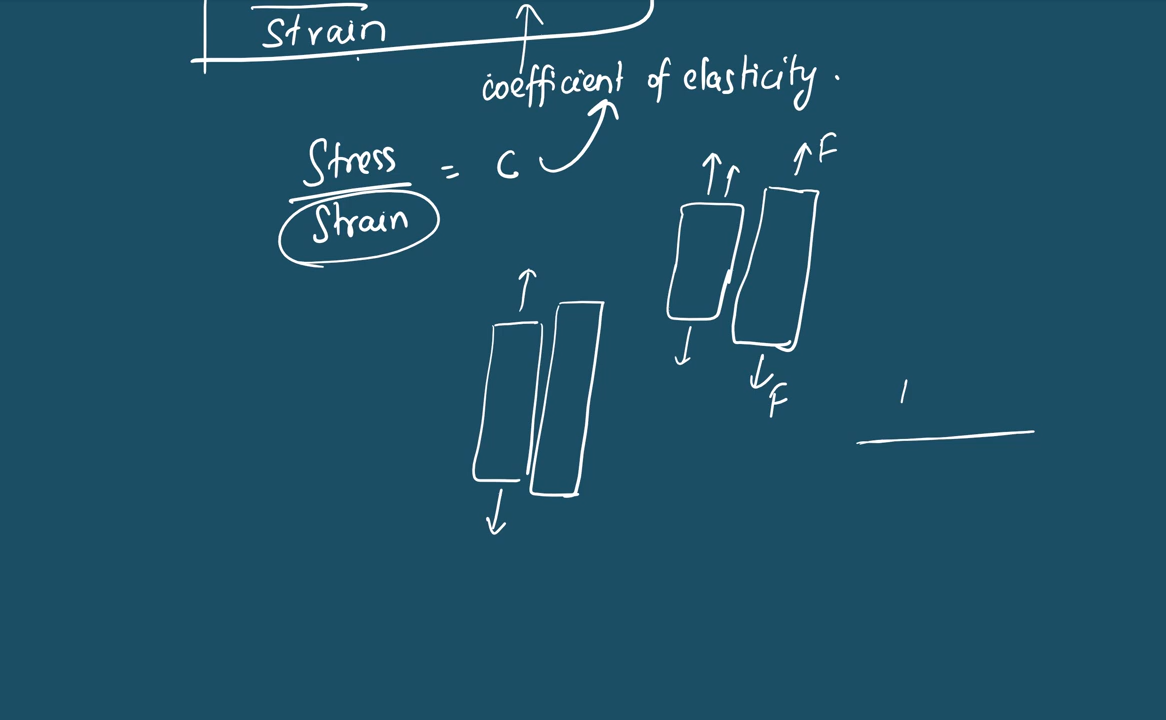 Strain
coefficient of elasticity.
Stress
= C
Strain
F
F